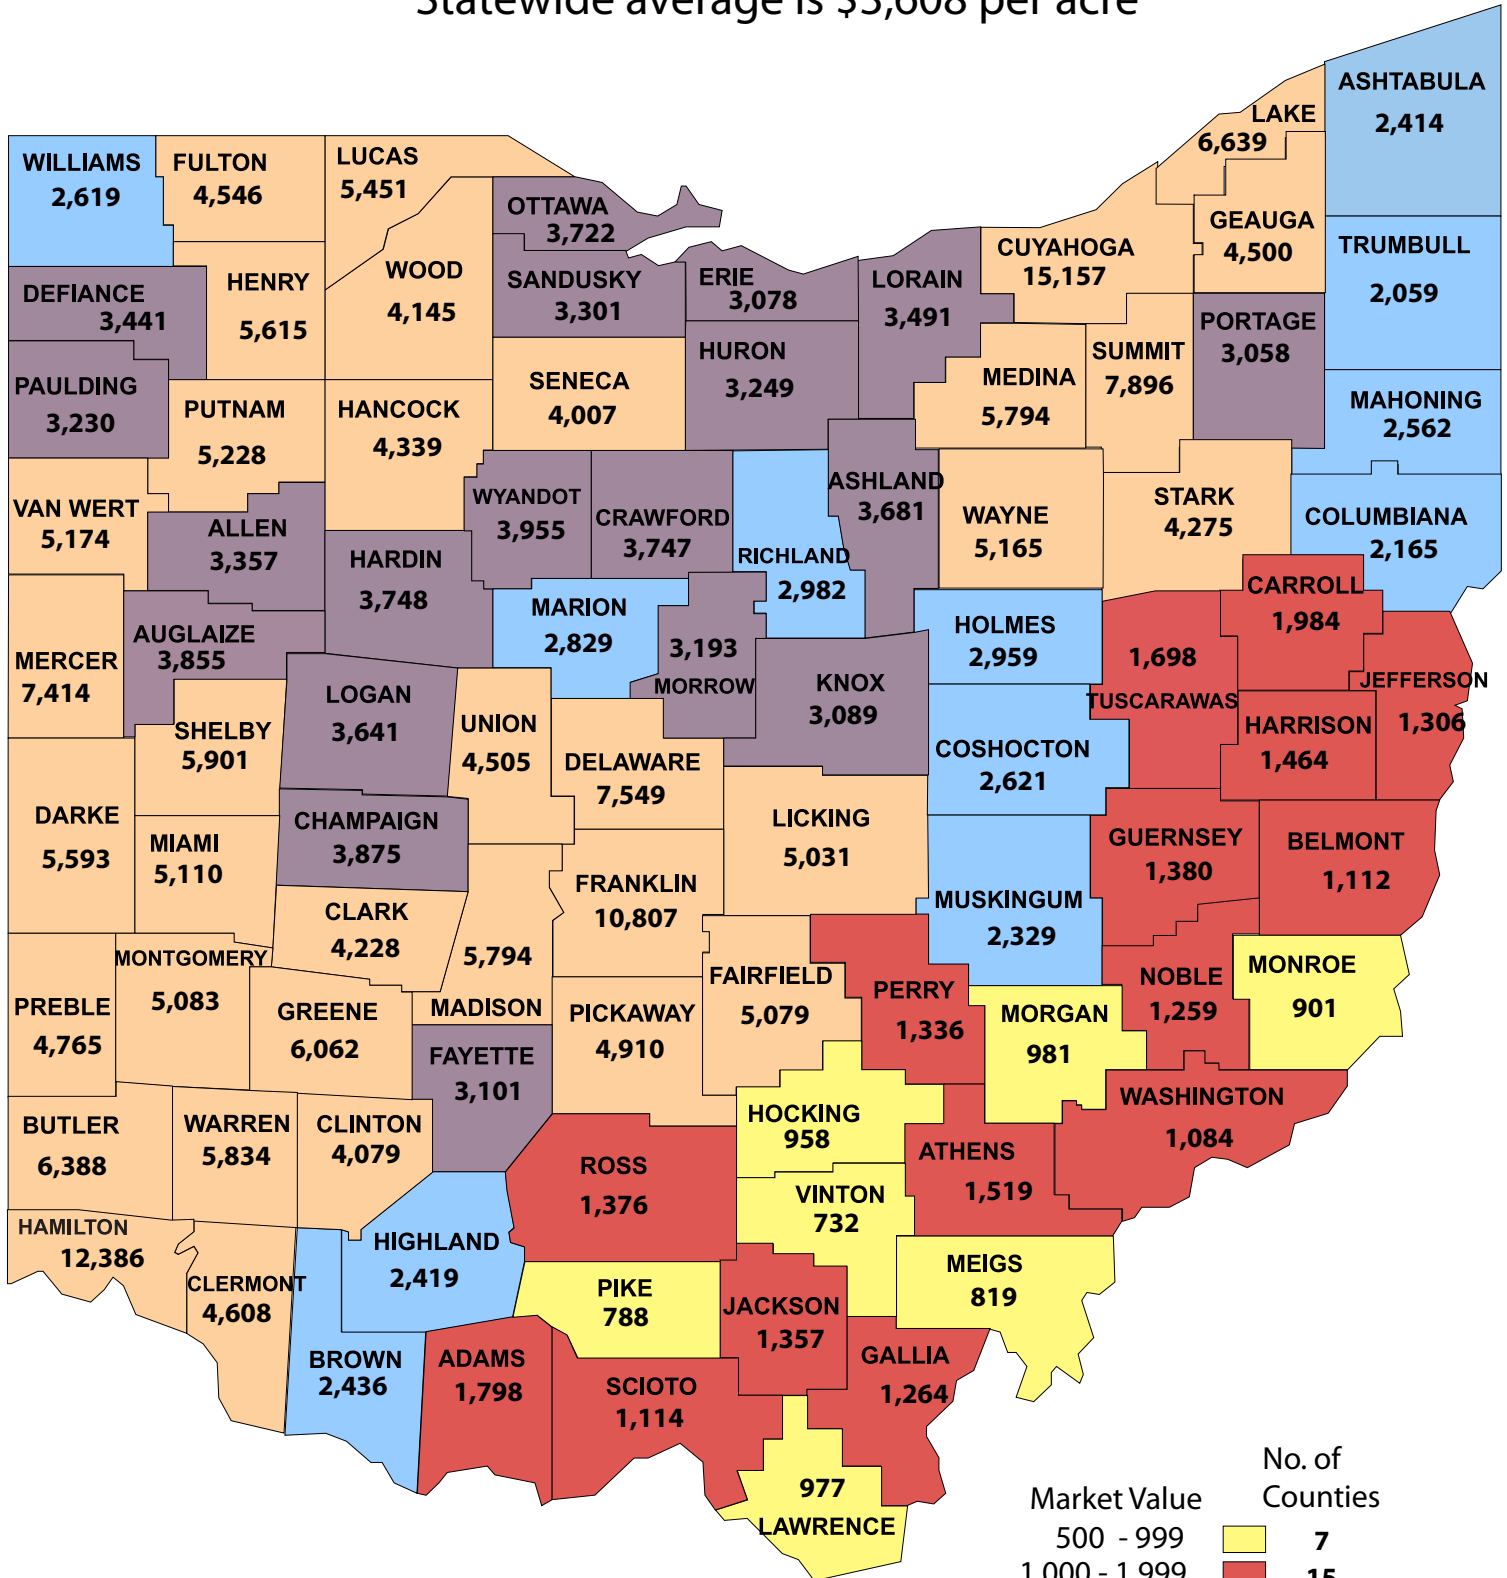 Statewide average is $3,608 per acre
ASHTABULA
2,414
LAKE
6,639
WILLIAMS
2,619
FULTON
4,546
LUCAS
5,451
OTTAWA
3,722
GEAUGA
4,500
CUYAHOGA
15,157
TRUMBULL
2,059
DEFIANCE
3,441
HENRY
5,615
WOOD
4,145
SANDUSKY
3,301
ERIE
3,078
LORAIN
3,491
PORTAGE
3,058
SUMMIT
7,896
MEDINA
5,794
HURON
3,249
SENECA
4,007
PAULDING
3,230
PUTNAM
5,228
HANCOCK
4,339
MAHONING
2,562
VAN WERT
5,174
ALLEN
3,357
WYANDOT
3,955
CRAWFORD
3,747
RICHLAND
2,982
ASHLAND
3,681
WAYNE
5,165
STARK
4,275
COLUMBIANA
2,165
HARDIN
3,748
MARION
2,829
3,193
MORROW
HOLMES
2,959
CARROLL
1,984
1,698
TUSCARAWAS
JEFFERSON
1,306
MERCER
7,414
AUGLAIZE
3,855
LOGAN
3,641
KNOX
3,089
HARRISON
1,464
SHELBY
5,901
UNION
4,505
DELAWARE
7,549
COSHOCTON
2,621
DARKE
5,593
MIAMI
5,110
CHAMPAIGN
3,875
LICKING
5,031
GUERNSEY
1,380
BELMONT
1,112
FRANKLIN
10,807
MUSKINGUM
2,329
CLARK
4,228
5,794
MADISON
MONTGOMERY
5,083
PREBLE
4,765
GREENE
6,062
PICKAWAY
4,910
FAIRFIELD
5,079
PERRY
1,336
MORGAN
981
NOBLE
1,259
MONROE
901
FAYETTE
3,101
WASHINGTON
1,084
BUTLER
6,388
WARREN
5,834
CLINTON
4,079
HOCKING
958
ATHENS
1,519
ROSS
1,376
VINTON
732
HAMILTON
12,386
CLERMONT
4,608
HIGHLAND
2,419
PIKE
788
JACKSON
1,357
MEIGS
819
BROWN
2,436
ADAMS
1,798
SCIOTO
1,114
GALLIA
1,264
977
LAWRENCE
No. of
Market Value Counties
500 - 999 7
1,000 - 1,999 15